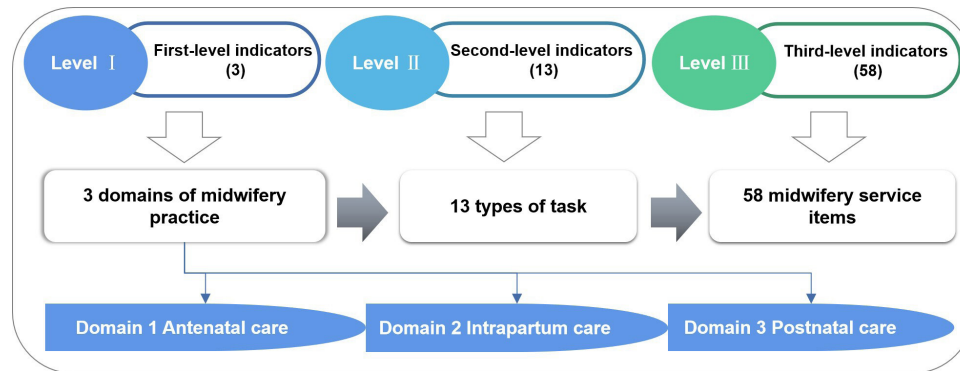 Level Ⅰ
First-level indicators
(3)
Level Ⅱ
Second-level indicators
(13)
Level Ⅲ
Third-level indicators
(58)
3 domains of midwifery
practice
13 types of task
58 midwifery service
items
Domain 1 Antenatal care
Domain 2 Intrapartum care
Domain 3 Postnatal care